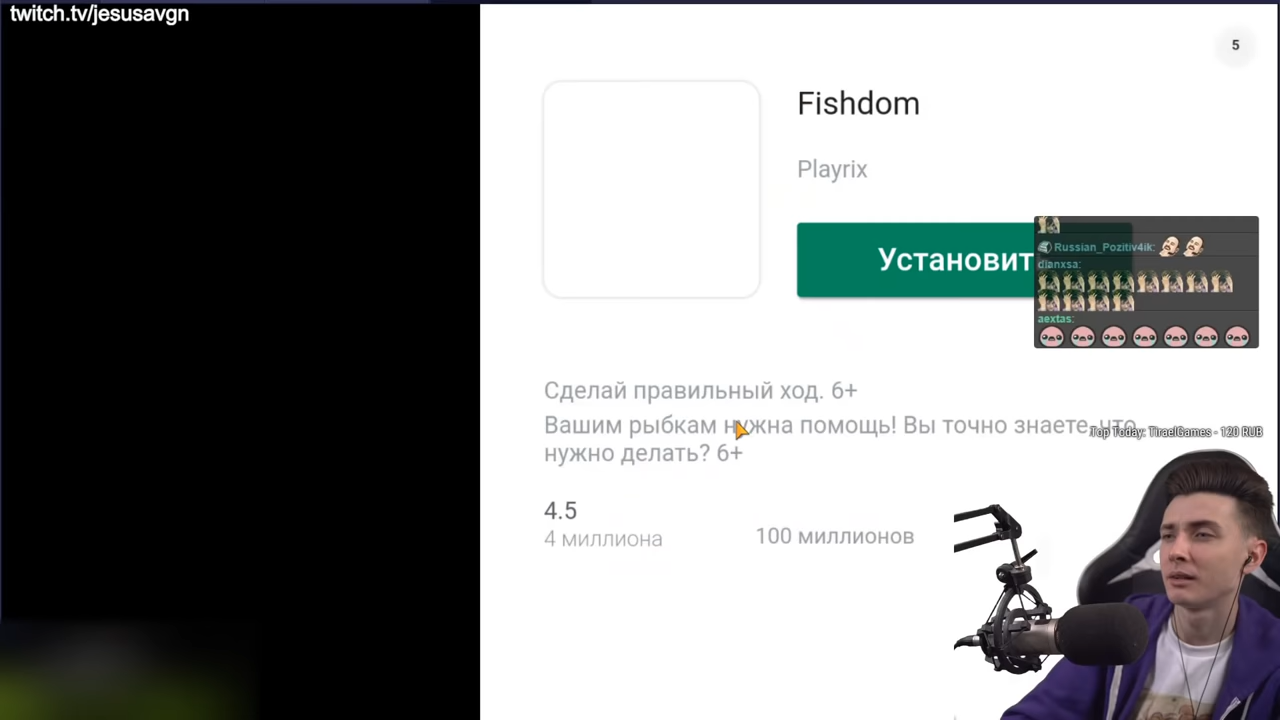 twitch.tv/jesusavgn
5
Fishdom
Playrix
Установит
Russian_Pozitiv4ik:
dianxsa:
aextas:
Сделай правильный ход. 6+
Вашим рыбкам нужна помощь! Вы точно знаете, что
нужно делать? 6+
Top Today: TiraelGames - 120 RUB
4.5
4 миллиона
100 миллионов